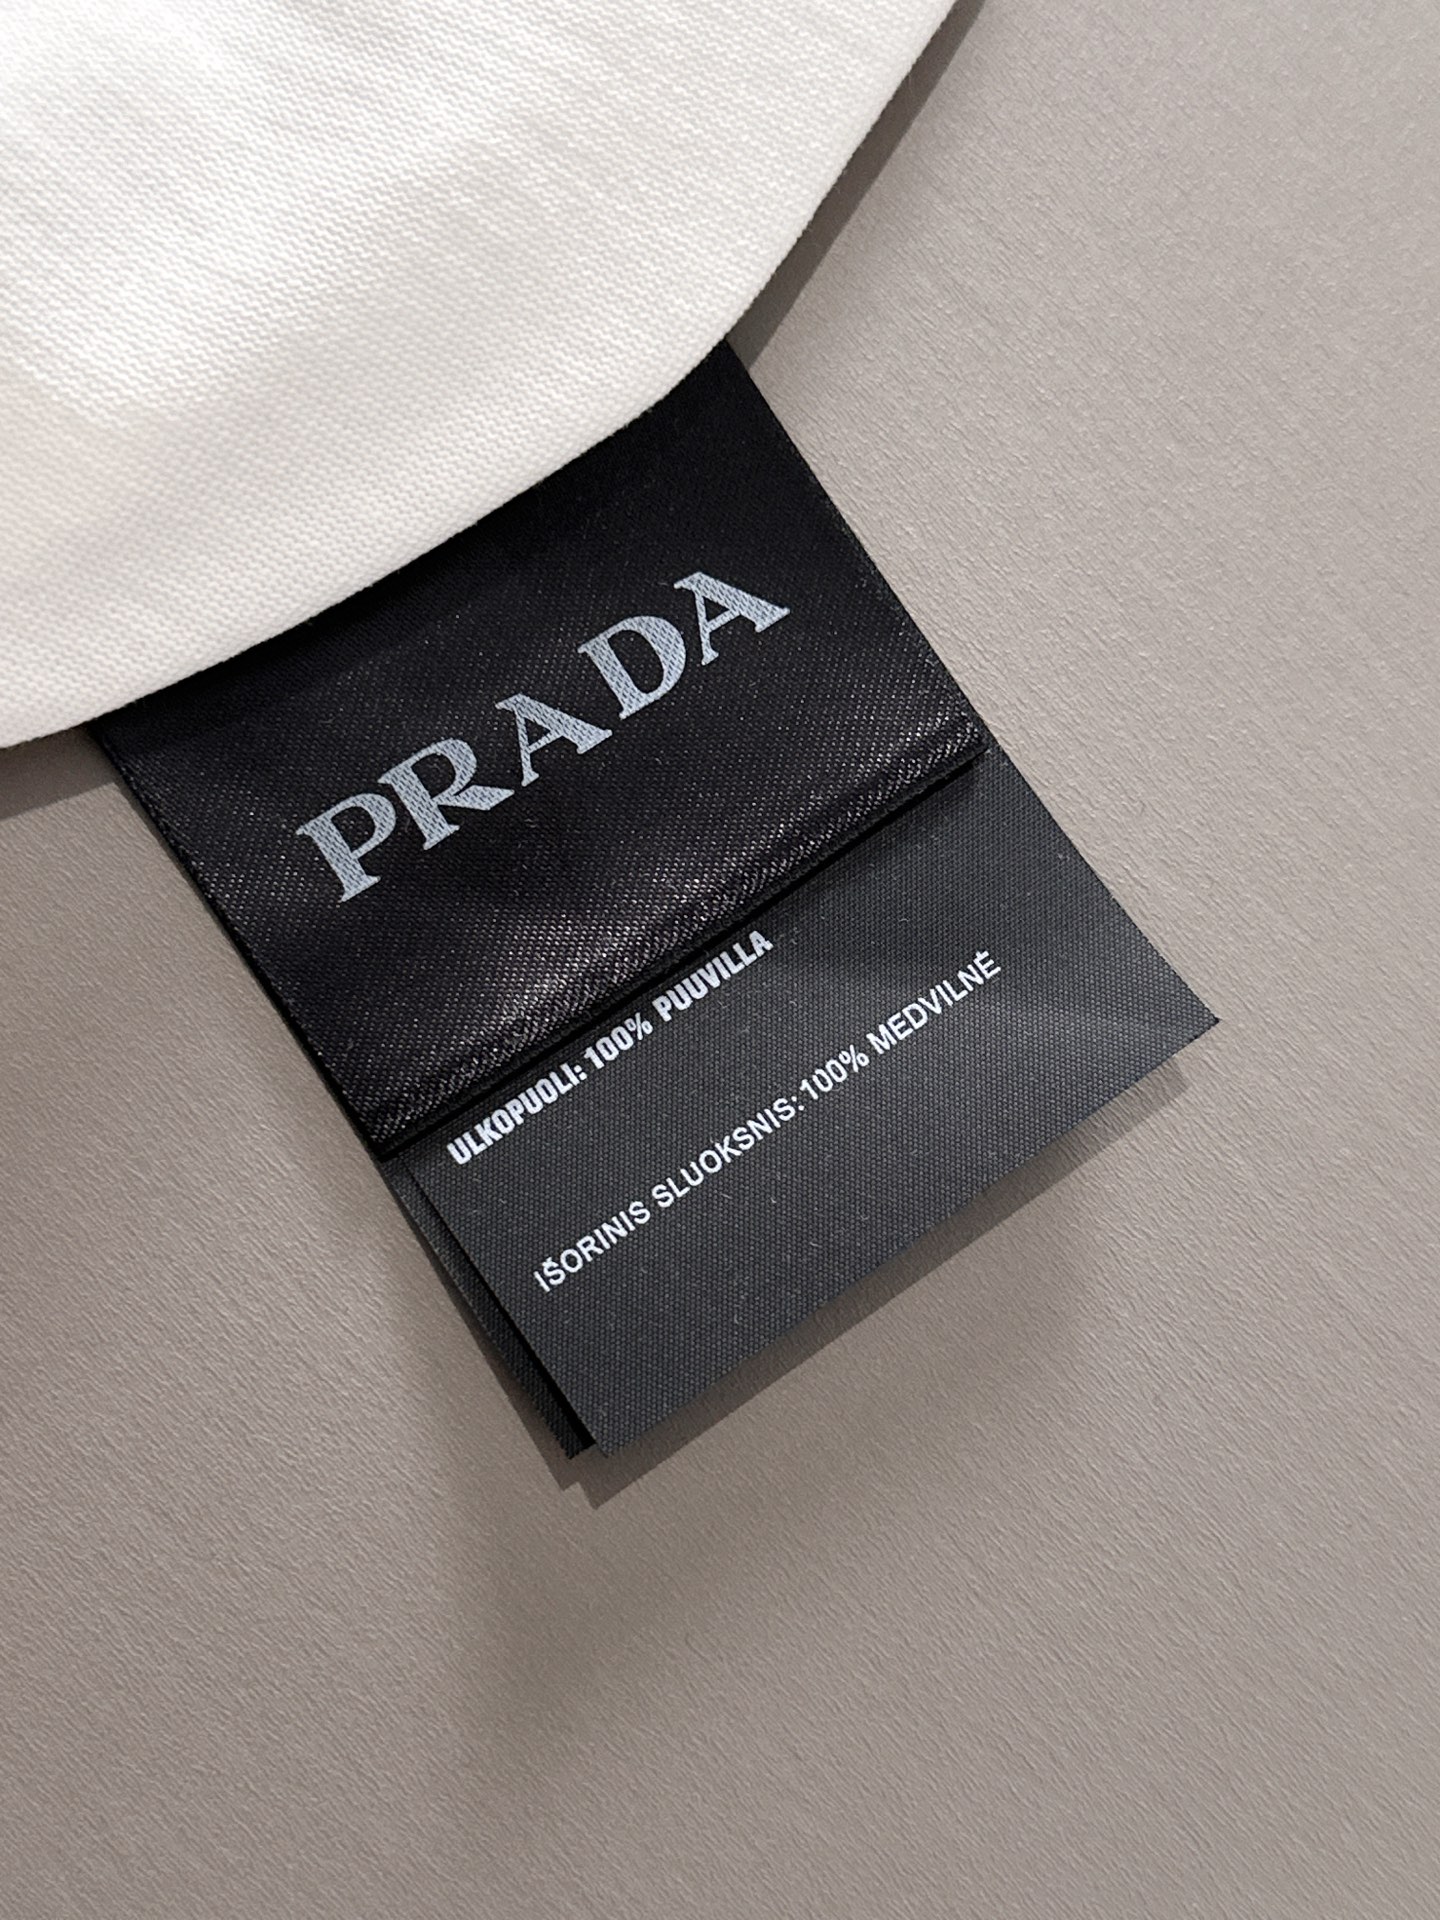 PRADA
ULKOPUOLI: 100% PUUVILLA
IŠORINIS SLUOKSNIS: 100% MEDVILNĖ